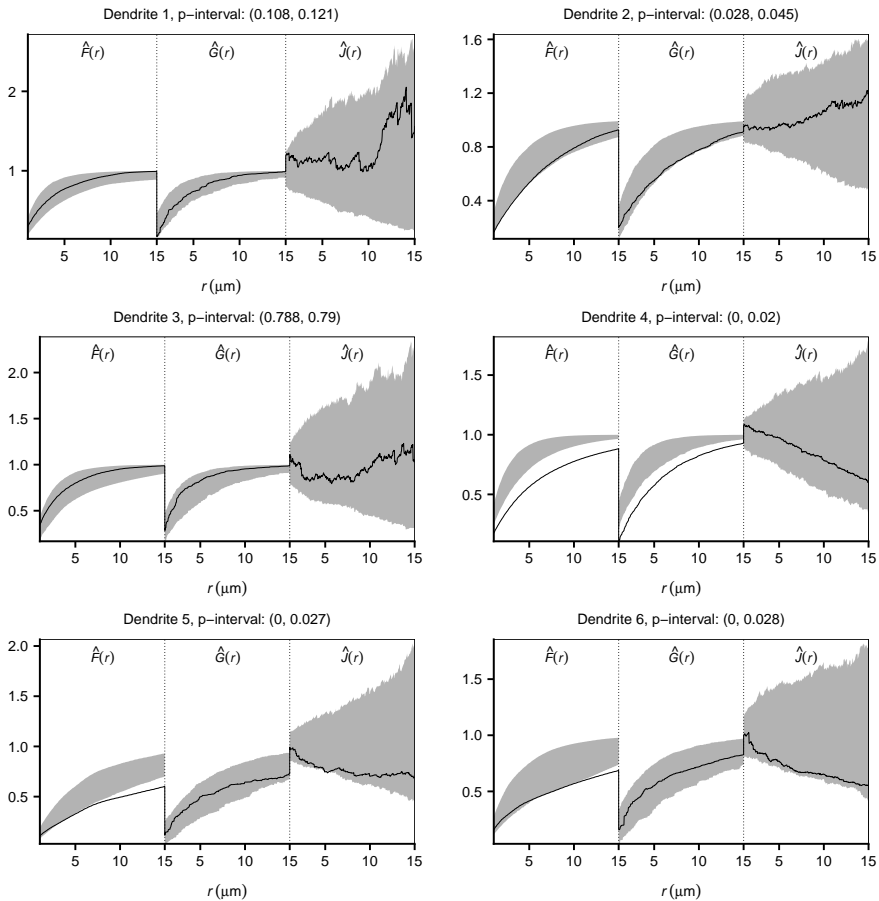 Dendrite 1, p−interval: (0.108, 0.121)
F̂(r) Ĝ(r) Ĵ(r)
2
1
5 10 15 5 10 15 5 10 15
r (μm)
Dendrite 2, p−interval: (0.028, 0.045)
F̂(r) Ĝ(r) Ĵ(r)
1.6
1.2
0.8
0.4
5 10 15 5 10 15 5 10 15
r (μm)
Dendrite 3, p−interval: (0.788, 0.79)
F̂(r) Ĝ(r) Ĵ(r)
2.0
1.5
1.0
0.5
5 10 15 5 10 15 5 10 15
r (μm)
Dendrite 4, p−interval: (0, 0.02)
F̂(r) Ĝ(r) Ĵ(r)
1.5
1.0
0.5
5 10 15 5 10 15 5 10 15
r (μm)
Dendrite 5, p−interval: (0, 0.027)
F̂(r) Ĝ(r) Ĵ(r)
2.0
1.5
1.0
0.5
5 10 15 5 10 15 5 10 15
r (μm)
Dendrite 6, p−interval: (0, 0.028)
F̂(r) Ĝ(r) Ĵ(r)
1.5
1.0
0.5
5 10 15 5 10 15 5 10 15
r (μm)